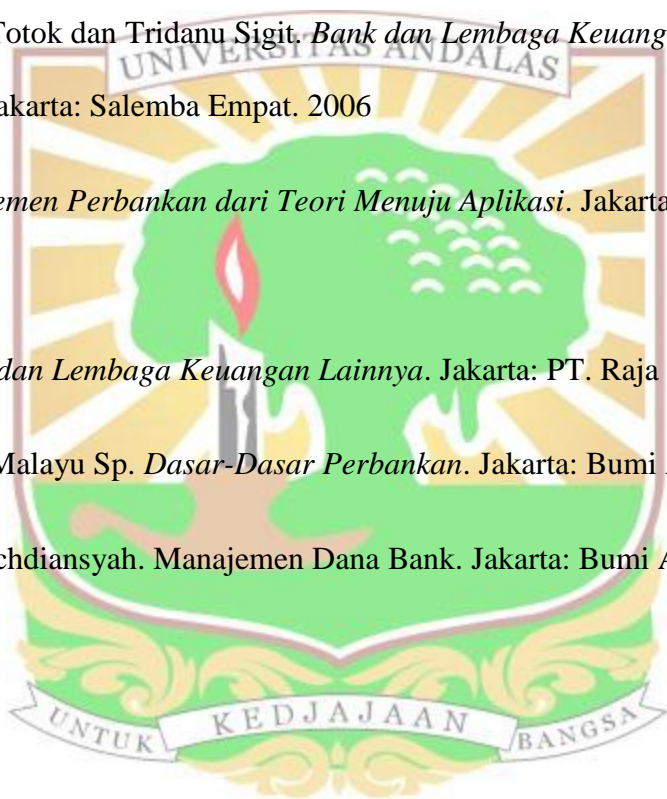 Totok dan Tridanu Sigit. Bank dan Lembaga Keuang
UNIVERSITAS ANDALAS
akarta: Salemba Empat. 2006
emen Perbankan dari Teori Menuju Aplikasi. Jakarta
dan Lembaga Keuangan Lainnya. Jakarta: PT. Raja
Malayu Sp. Dasar-Dasar Perbankan. Jakarta: Bumi
chdiansyah. Manajemen Dana Bank. Jakarta: Bumi A
UNTUK KEDJAJAAN BANGSA